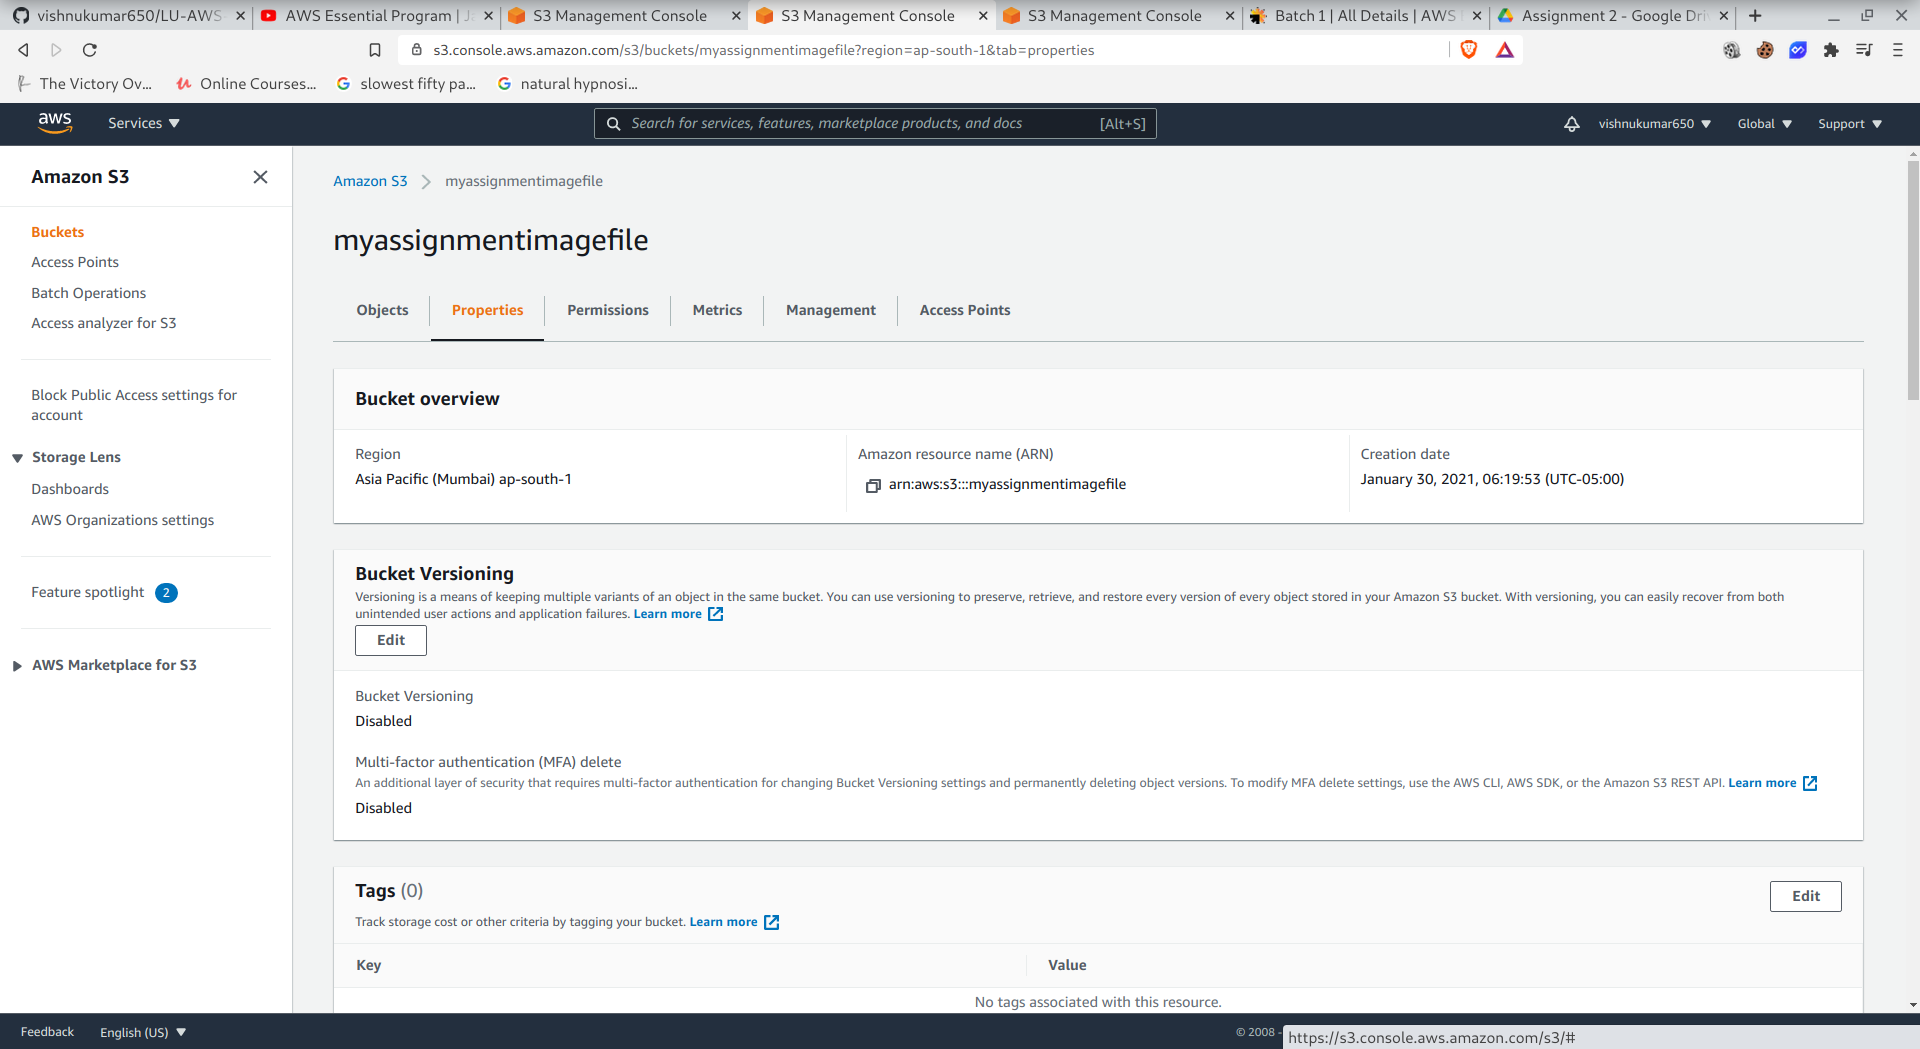 vishnukumar650/LU-AWS-
AWS Essential Program | J
S3 Management Console
S3 Management Console
S3 Management Console
Batch 1 | All Details | AWS
Assignment 2 - Google Dri
s3.console.aws.amazon.com/s3/buckets/myassignmentimagefile?region=ap-south-1&tab=properties
The Victory Ov...
Online Courses...
slowest fifty pa...
natural hypnosi...
aws
Services
Search for services, features, marketplace products, and docs
[Alt+S]
vishnukumar650
Global
Support
Amazon S3
Buckets
Access Points
Batch Operations
Access analyzer for S3
Block Public Access settings for
account
Storage Lens
Dashboards
AWS Organizations settings
Feature spotlight 2
AWS Marketplace for S3
Amazon S3
myassignmentimagefile
myassignmentimagefile
Objects
Properties
Permissions
Metrics
Management
Access Points
Bucket overview
Region
Asia Pacific (Mumbai) ap-south-1
Amazon resource name (ARN)
arn:aws:s3:::myassignmentimagefile
Creation date
January 30, 2021, 06:19:53 (UTC-05:00)
Bucket Versioning
Versioning is a means of keeping multiple variants of an object in the same bucket. You can use versioning to preserve, retrieve, and restore every version of every object stored in your Amazon S3 bucket. With versioning, you can easily recover from both
unintended user actions and application failures. Learn more
Edit
Bucket Versioning
Disabled
Multi-factor authentication (MFA) delete
An additional layer of security that requires multi-factor authentication for changing Bucket Versioning settings and permanently deleting object versions. To modify MFA delete settings, use the AWS CLI, AWS SDK, or the Amazon S3 REST API. Learn more
Disabled
Tags (0)
Edit
Track storage cost or other criteria by tagging your bucket. Learn more
Key
Value
No tags associated with this resource.
Feedback
English (US)
© 2008 -
https://s3.console.aws.amazon.com/s3/#